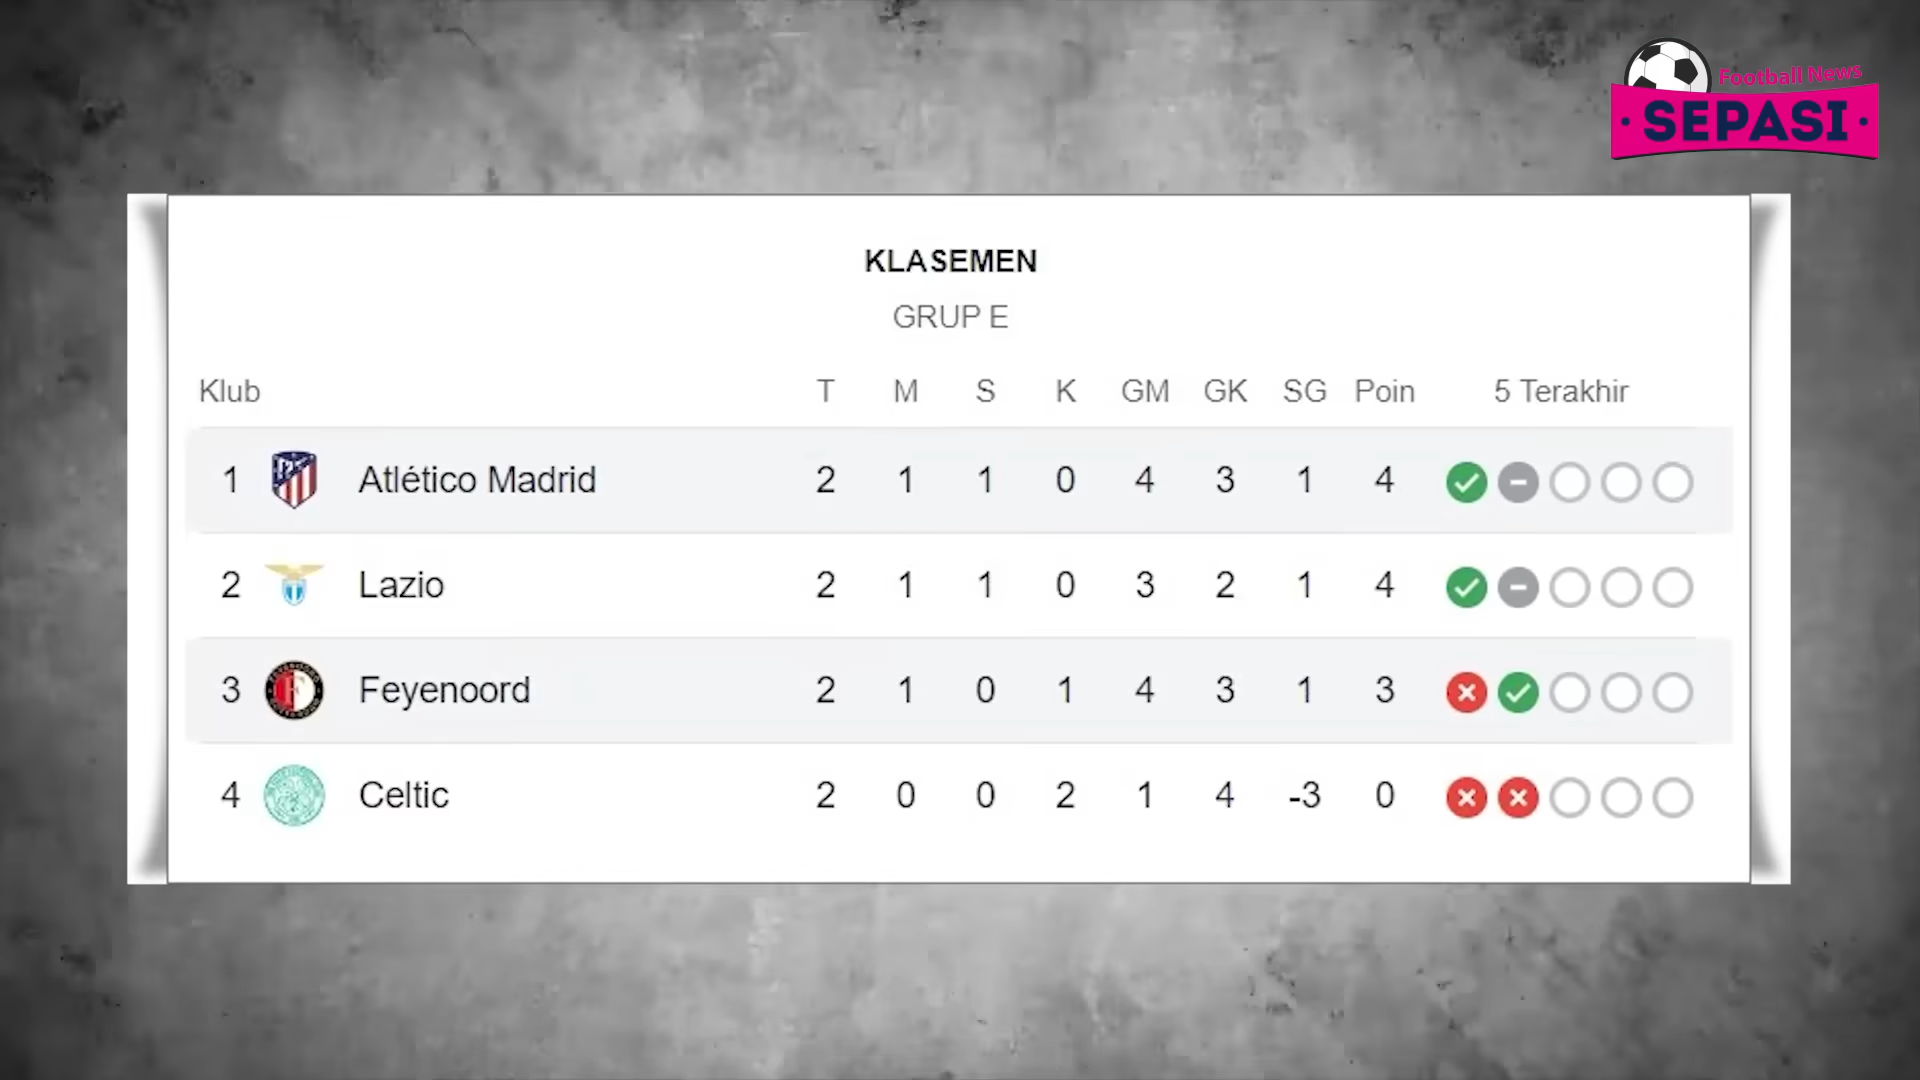 Football News
• SEPASI •
KLASEMEN
GRUP E
Klub T M S K GM GK SG Poin 5 Terakhir
1 Atlético Madrid 2 1 1 0 4 3 1 4
2 Lazio 2 1 1 0 3 2 1 4
3 Feyenoord 2 1 0 1 4 3 1 3
4 Celtic 2 0 0 2 1 4 -3 0